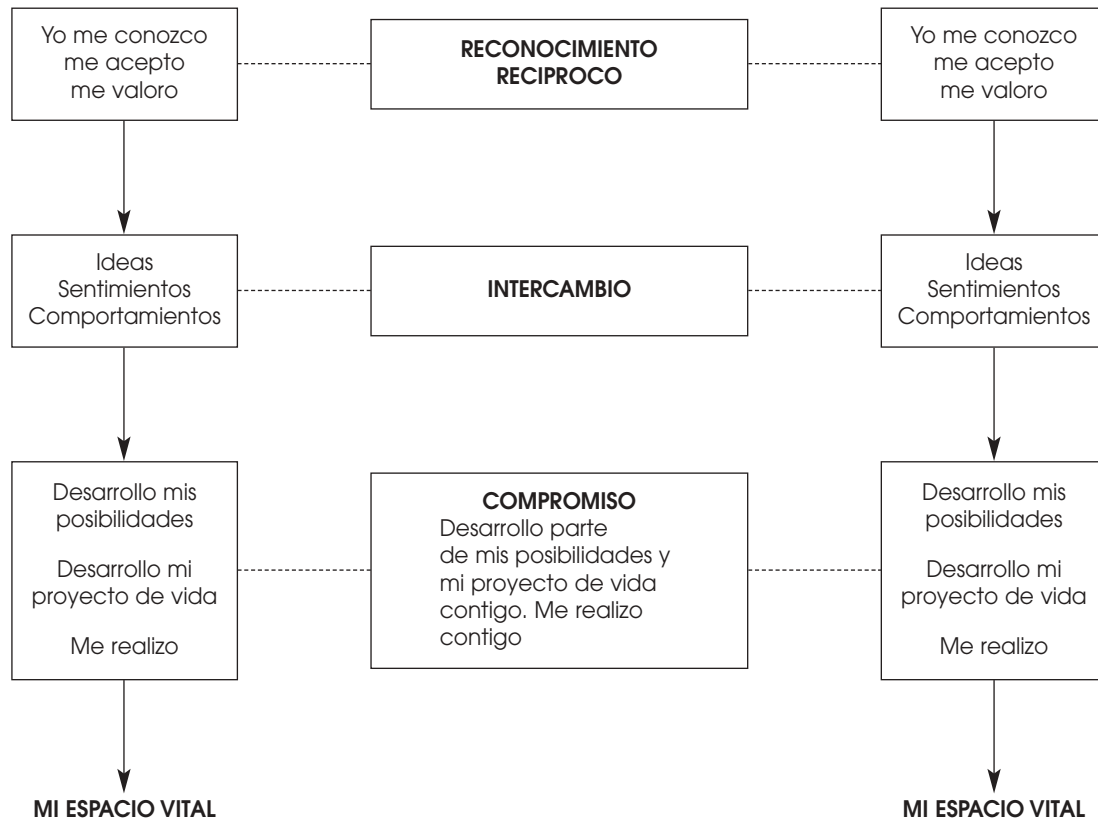 Yo me conozco
me acepto
me valoro
RECONOCIMIENTO
RECIPROCO
Yo me conozco
me acepto
me valoro
Ideas
Sentimientos
Comportamientos
INTERCAMBIO
Ideas
Sentimientos
Comportamientos
Desarrollo mis
posibilidades
Desarrollo mi
proyecto de vida
Me realizo
COMPROMISO
Desarrollo parte
de mis posibilidades y
mi proyecto de vida
contigo. Me realizo
contigo
Desarrollo mis
posibilidades
Desarrollo mi
proyecto de vida
Me realizo
MI ESPACIO VITAL
MI ESPACIO VITAL